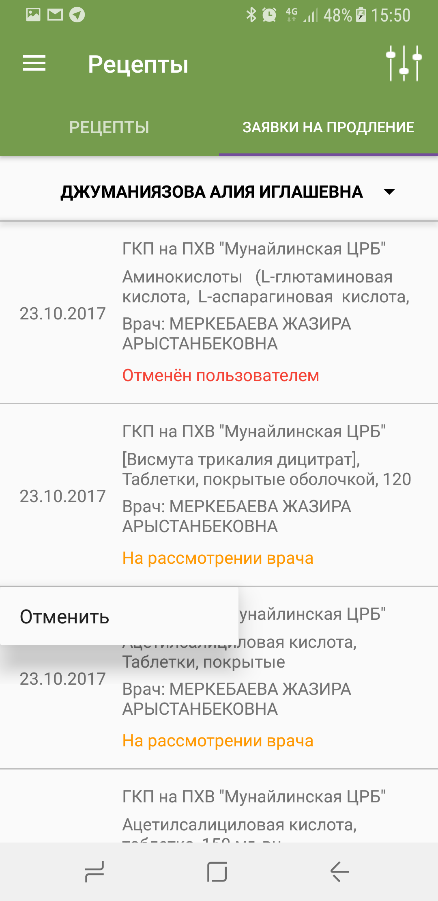 4G 48% 15:50
Рецепты
РЕЦЕПТЫ ЗАЯВКИ НА ПРОДЛЕНИЕ
ДЖУМАНИЯЗОВА АЛИЯ ИГЛАШЕВНА
ГКП на ПХВ "Мунайлинская ЦРБ"
Аминокислоты (L-глютаминовая
кислота, L-аспарагиновая кислота,
23.10.2017
Врач: МЕРКЕБАЕВА ЖАЗИРА
АРЫСТАНБЕКОВНА
Отменён пользователем
ГКП на ПХВ "Мунайлинская ЦРБ"
[Висмута трикалия дицитрат],
Таблетки, покрытые оболочкой, 120
23.10.2017
Врач: МЕРКЕБАЕВА ЖАЗИРА
АРЫСТАНБЕКОВНА
На рассмотрении врача
Отменить
унайлинская ЦРБ"
Ацетилсалициловая кислота,
Таблетки, покрытые
23.10.2017
Врач: МЕРКЕБАЕВА ЖАЗИРА
АРЫСТАНБЕКОВНА
На рассмотрении врача
ГКП на ПХВ "Мунайлинская ЦРБ"
Ацетилсалициловая кислота,